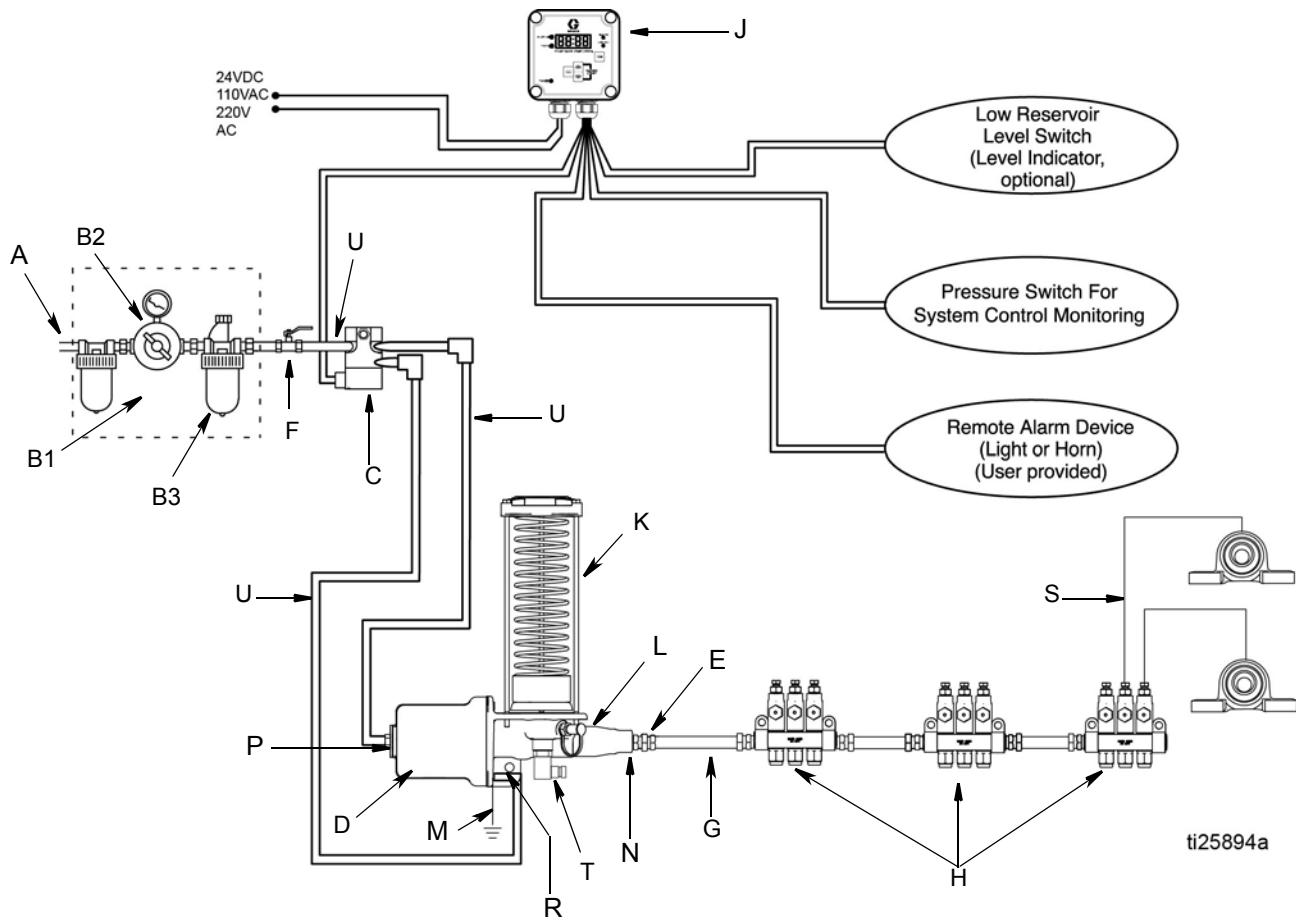 J
24VDC
110VAC
220V
AC
Low Reservoir
Level Switch
(Level Indicator,
optional)
B2
A
U
Pressure Switch For
System Control Monitoring
F
U
B1
B3
C
Remote Alarm Device
(Light or Horn)
(User provided)
K
U
S
L
E
P
D
M
T
N
G
R
H
ti25894a